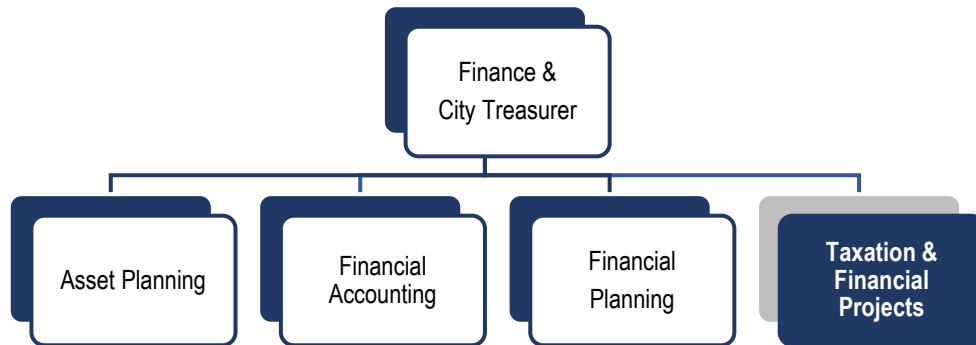 Finance &
City Treasurer
Asset Planning
Financial
Accounting
Financial
Planning
Taxation &
Financial
Projects